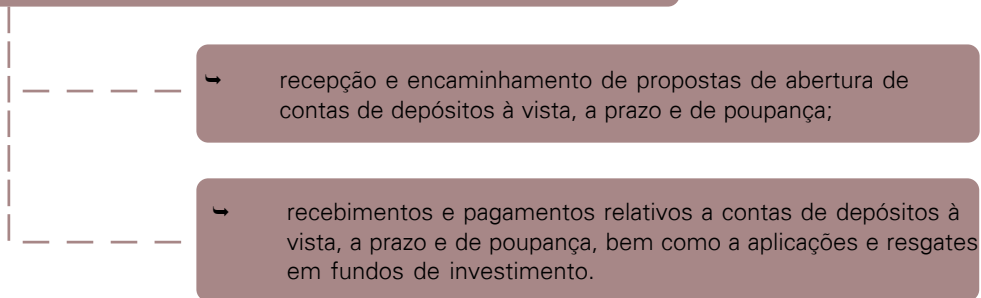 ➥ recepção e encaminhamento de propostas de abertura de
contas de depósitos à vista, a prazo e de poupança;
➥ recebimentos e pagamentos relativos a contas de depósitos à
vista, a prazo e de poupança, bem como a aplicações e resgates
em fundos de investimento.